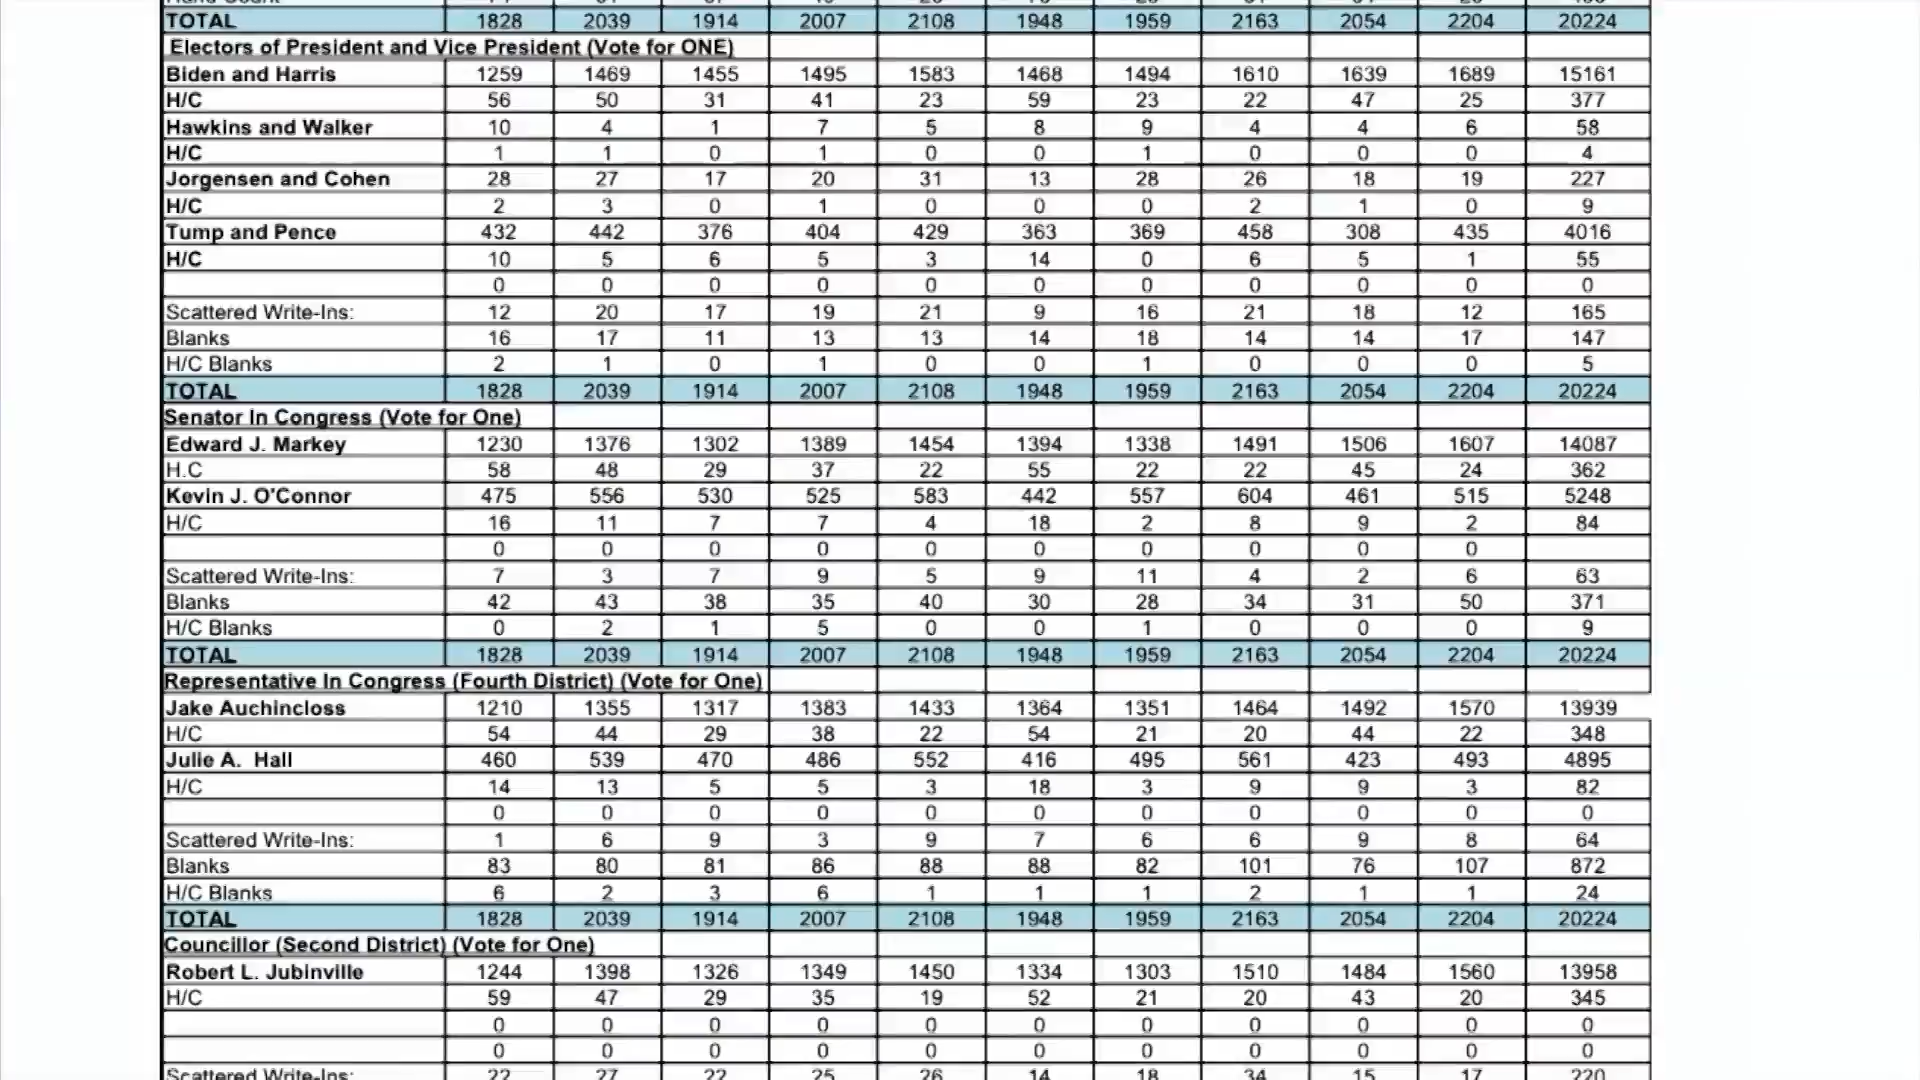 TOTAL 1828 2039 1914 2007 2108 1948 1959 2163 2054 2204 20224
Electors of President and Vice President (Vote for ONE)
Biden and Harris 1259 1469 1455 1495 1583 1468 1494 1610 1639 1689 15161
H/C 56 50 31 41 23 59 23 22 47 25 377
Hawkins and Walker 10 4 1 7 5 8 9 4 4 6 58
H/C 1 1 0 1 0 0 1 0 0 0 4
Jorgensen and Cohen 28 27 17 20 31 13 28 26 18 19 227
H/C 2 3 0 1 0 0 0 2 1 0 9
Tump and Pence 432 442 376 404 429 363 369 458 308 435 4016
H/C 10 5 6 5 3 14 0 6 5 1 55
0 0 0 0 0 0 0 0 0 0 0
Scattered Write-Ins: 12 20 17 19 21 9 16 21 18 12 165
Blanks 16 17 11 13 13 14 18 14 14 17 147
H/C Blanks 2 1 0 1 0 0 1 0 0 0 5
TOTAL 1828 2039 1914 2007 2108 1948 1959 2163 2054 2204 20224
Senator In Congress (Vote for One)
Edward J. Markey 1230 1376 1302 1389 1454 1394 1338 1491 1506 1607 14087
H.C 58 48 29 37 22 55 22 22 45 24 362
Kevin J. O'Connor 475 556 530 525 583 442 557 604 461 515 5248
H/C 16 11 7 7 4 18 2 8 9 2 84
0 0 0 0 0 0 0 0 0 0
Scattered Write-Ins: 7 3 7 9 5 9 11 4 2 6 63
Blanks 42 43 38 35 40 30 28 34 31 50 371
H/C Blanks 0 2 1 5 0 0 1 0 0 0 9
TOTAL 1828 2039 1914 2007 2108 1948 1959 2163 2054 2204 20224
Representative In Congress (Fourth District) (Vote for One)
Jake Auchincloss 1210 1355 1317 1383 1433 1364 1351 1464 1492 1570 13939
H/C 54 44 29 38 22 54 21 20 44 22 348
Julie A. Hall 460 539 470 486 552 416 495 561 423 493 4895
H/C 14 13 5 5 3 18 3 9 9 3 82
0 0 0 0 0 0 0 0 0 0 0
Scattered Write-Ins: 1 6 9 3 9 7 6 6 9 8 64
Blanks 83 80 81 86 88 88 82 101 76 107 872
H/C Blanks 6 2 3 6 1 1 1 2 1 1 24
TOTAL 1828 2039 1914 2007 2108 1948 1959 2163 2054 2204 20224
Councillor (Second District) (Vote for One)
Robert L. Jubinville 1244 1398 1326 1349 1450 1334 1303 1510 1484 1560 13958
H/C 59 47 29 35 19 52 21 20 43 20 345
0 0 0 0 0 0 0 0 0 0 0
0 0 0 0 0 0 0 0 0 0 0
Scattered Write-Ins: 22 27 22 25 26 14 18 34 15 17 220